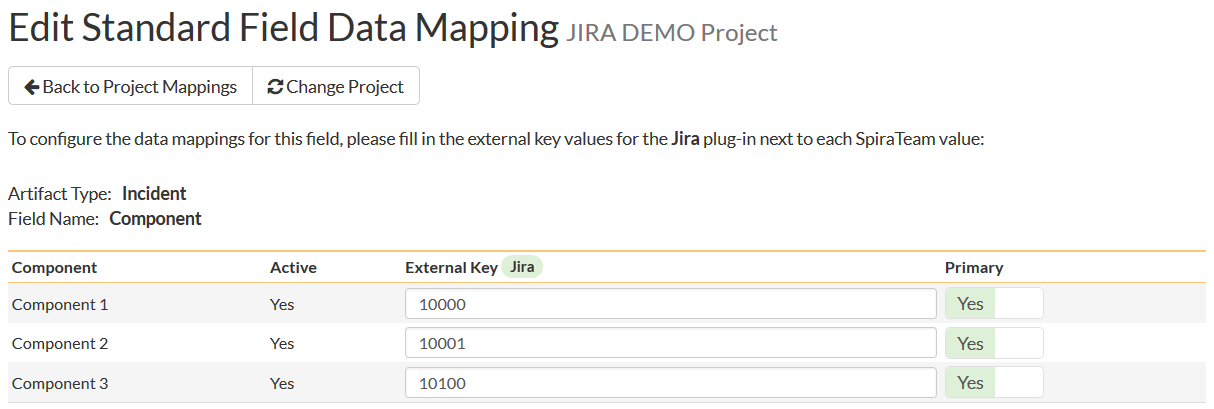 Edit Standard Field Data Mapping JIRA DEMO Project
Back to Project Mappings Change Project
To configure the data mappings for this field, please fill in the external key values for the Jira plug-in next to each SpiraTeam value:
Artifact Type: Incident
Field Name: Component
Component Active External Key Jira Primary
Component 1 Yes 10000 Yes
Component 2 Yes 10001 Yes
Component 3 Yes 10100 Yes